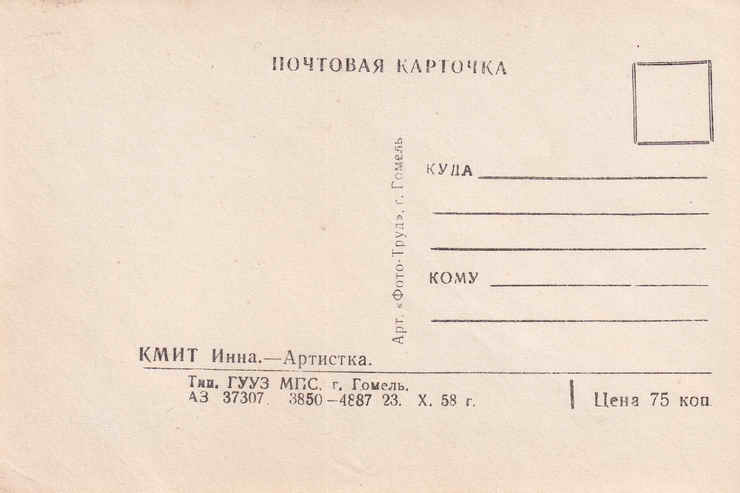 ПОЧТОВАЯ КАРТОЧКА
Арт. «Фото-Труд», г. Гомель
КУДА
КОМУ
КМИТ Инна.—Артистка.
Тип. ГУУЗ МПС. г. Гомель.
АЗ 37307. 3850—4887 23. X. 58 г.
Цена 75 коп